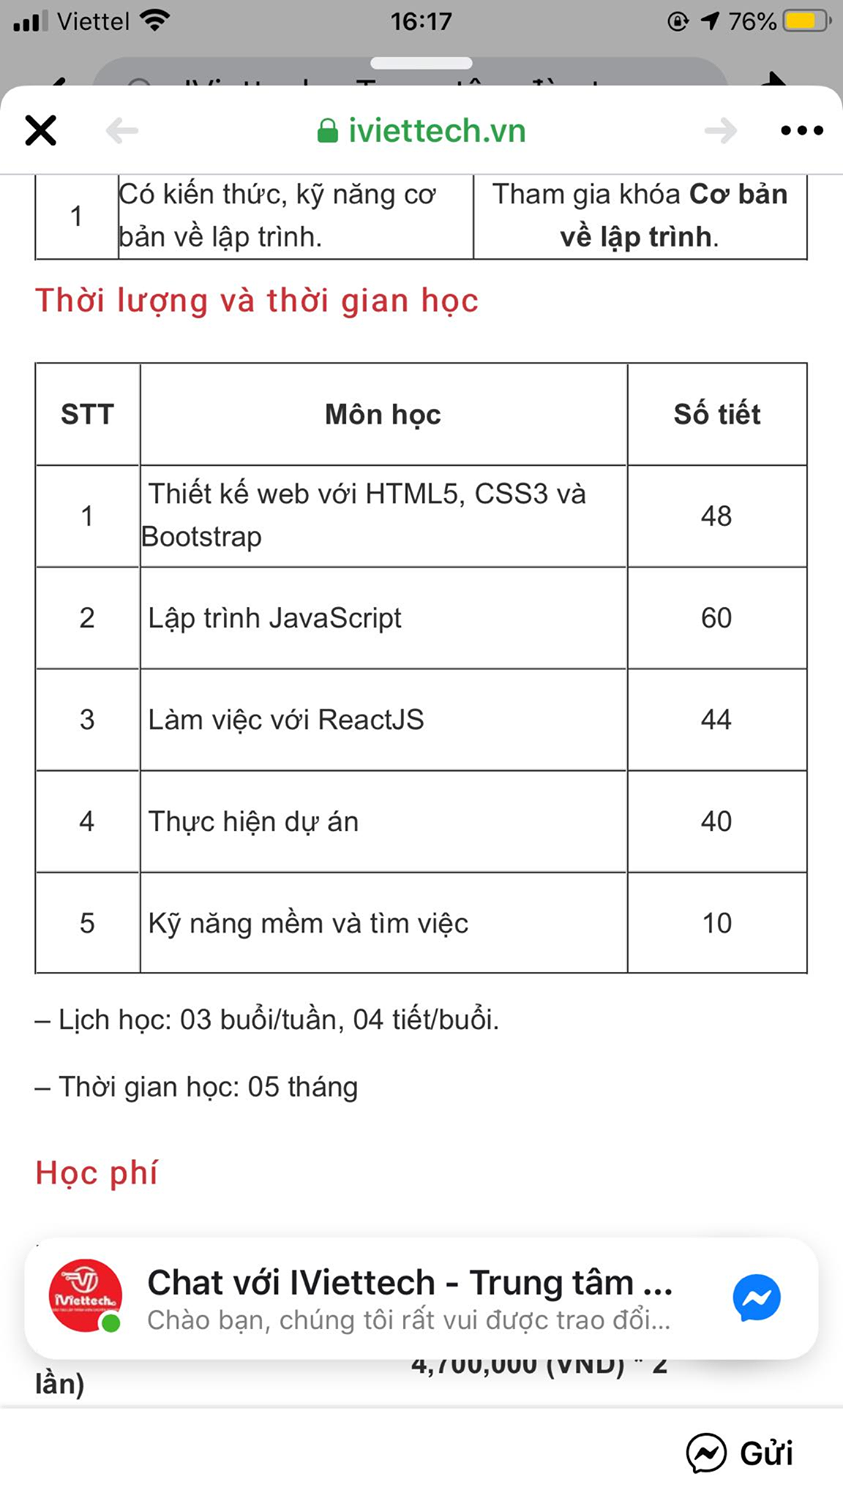 Viettel 16:17 76%
iviettech.vn
1 Có kiến thức, kỹ năng cơ bản về lập trình. Tham gia khóa Cơ bản về lập trình.
Thời lượng và thời gian học
STT Môn học Số tiết
1 Thiết kế web với HTML5, CSS3 và Bootstrap 48
2 Lập trình JavaScript 60
3 Làm việc với ReactJS 44
4 Thực hiện dự án 40
5 Kỹ năng mềm và tìm việc 10
– Lịch học: 03 buổi/tuần, 04 tiết/buổi.
– Thời gian học: 05 tháng
Học phí
iViettech
Chat với IViettech - Trung tâm ...
Chào bạn, chúng tôi rất vui được trao đổi...
4,700,000 (VND) * 2
lần)
Gửi